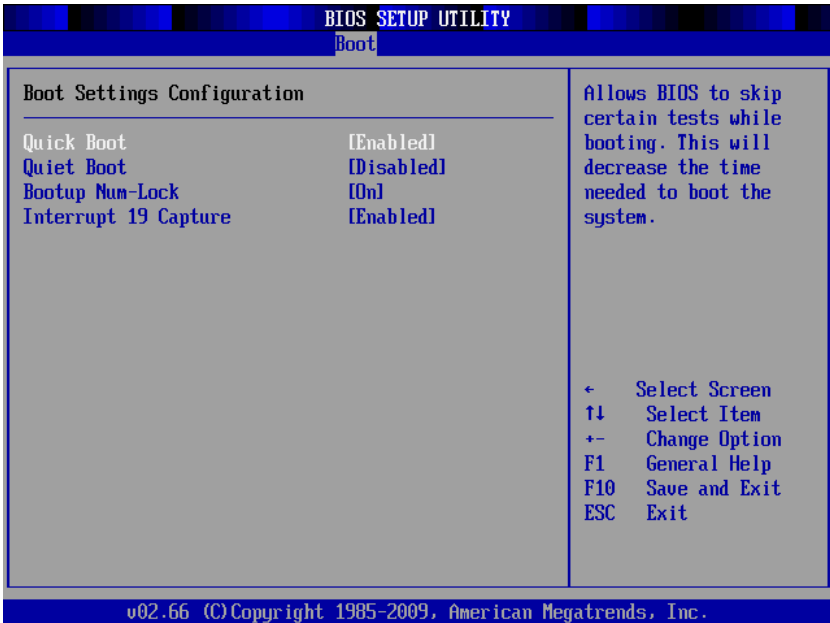 BIOS SETUP UTILITY
Boot
Boot Settings Configuration
Quick Boot [Enabled]
Quiet Boot [Disabled]
Bootup Num-Lock [On]
Interrupt 19 Capture [Enabled]
Allows BIOS to skip
certain tests while
booting. This will
decrease the time
needed to boot the
system.
← Select Screen
↑↓ Select Item
+- Change Option
F1 General Help
F10 Save and Exit
ESC Exit
v02.66 (C)Copyright 1985-2009, American Megatrends, Inc.